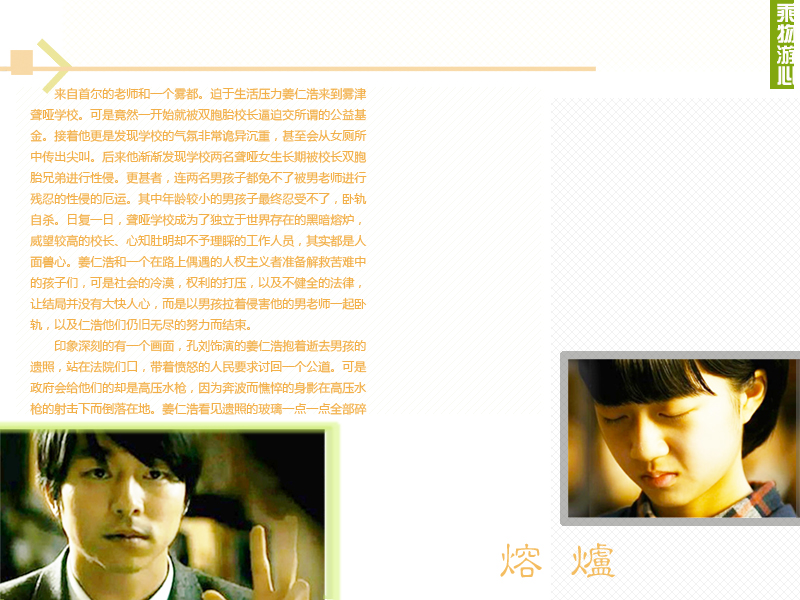 乘物游心
来自首尔的老师和一个雾都。迫于生活压力姜仁浩来到雾津
聋哑学校。可是竟然一开始就被双胞胎校长逼迫交所谓的公益基
金。接着他更是发现学校的气氛非常诡异沉重，甚至会从女厕所
中传出尖叫。后来他渐渐发现学校两名聋哑女生长期被校长双胞
胎兄弟进行性侵。更甚者，连两名男孩子都免不了被男老师进行
残忍的性侵的厄运。其中年龄较小的男孩子最终忍受不了，卧轨
自杀。日复一日，聋哑学校成为了独立于世界存在的黑暗熔炉，
威望较高的校长、心知肚明却不予理睬的工作人员，其实都是人
面兽心。姜仁浩和一个在路上偶遇的人权主义者准备解救苦难中
的孩子们，可是社会的冷漠，权利的打压，以及不健全的法律，
让结局并没有大快人心，而是以男孩拉着侵害他的男老师一起卧
轨，以及仁浩他们仍旧无尽的努力而结束。
印象深刻的有一个画面，孔刘饰演的姜仁浩抱着逝去男孩的
遗照，站在法院们口，带着愤怒的人民要求讨回一个公道。可是
政府会给他们的却是高压水枪，因为奔波而憔悴的身影在高压水
枪的射击下而倒落在地。姜仁浩看见遗照的玻璃一点一点全部碎
熔 爐